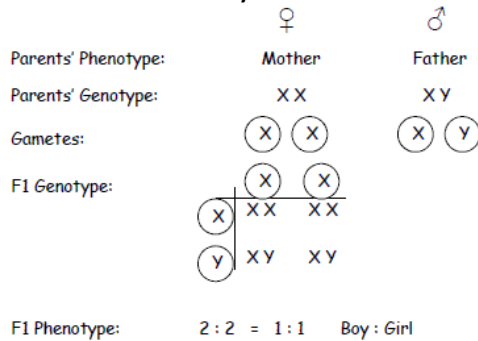 ♀ ♂
Parents' Phenotype: Mother Father
Parents' Genotype: X X X Y
Gametes: X X X Y
F1 Genotype: X X
X X X X X
Y X Y X Y
F1 Phenotype: 2 : 2 = 1 : 1 Boy : Girl